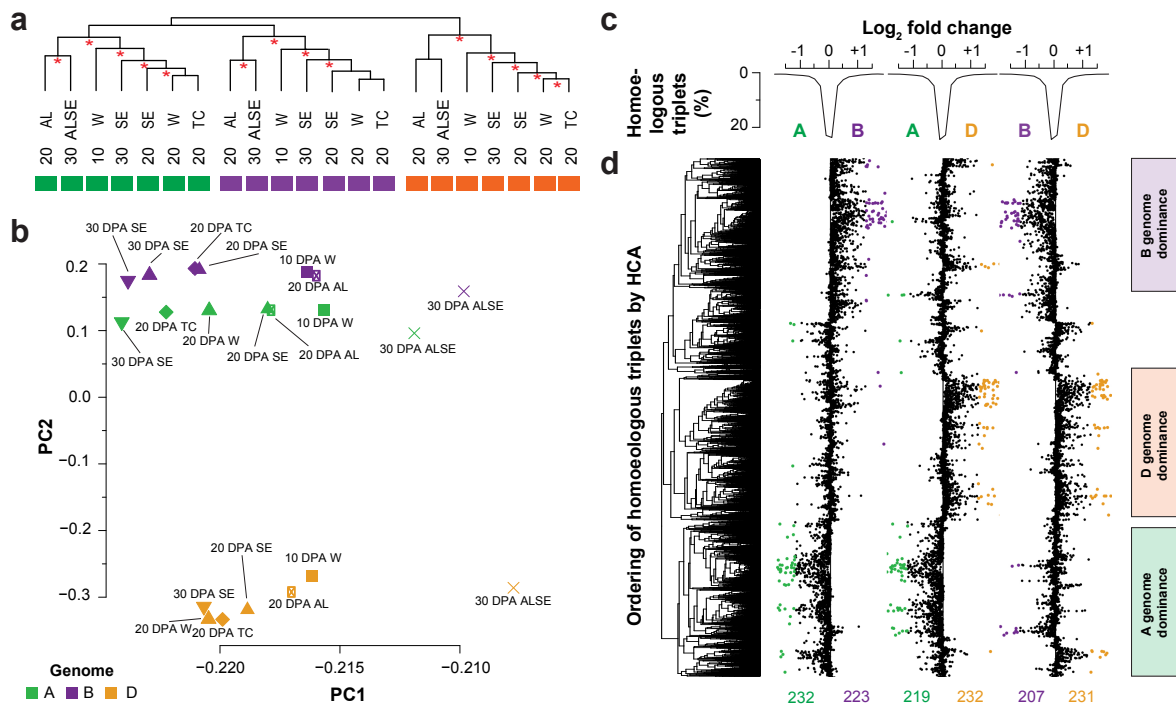 a
AL
ALSE
W
SE
SE
W
TC
AL
ALSE
W
SE
SE
W
TC
AL
ALSE
W
SE
SE
W
TC
20
30
10
30
20
20
20
20
30
10
30
20
20
20
20
30
10
30
20
20
20
b
30 DPA SE
30 DPA SE
20 DPA TC
20 DPA SE
10 DPA W
20 DPA AL
30 DPA ALSE
30 DPA SE
20 DPA TC
20 DPA W
20 DPA SE
20 DPA AL
10 DPA W
30 DPA ALSE
20 DPA SE
10 DPA W
30 DPA SE
20 DPA AL
30 DPA ALSE
20 DPA W
20 DPA TC
0.2
0.1
0.0
−0.1
−0.2
−0.3
PC2
−0.220
−0.215
−0.210
PC1
Genome
A
B
D
c
Log2 fold change
-1 0 +1
-1 0 +1
-1 0 +1
Homoe-
logous
triplets
(%)
0
20
A B
A D
B D
d
Ordering of homoeologous triplets by HCA
B genome
dominance
D genome
dominance
A genome
dominance
232 223
219 232
207 231